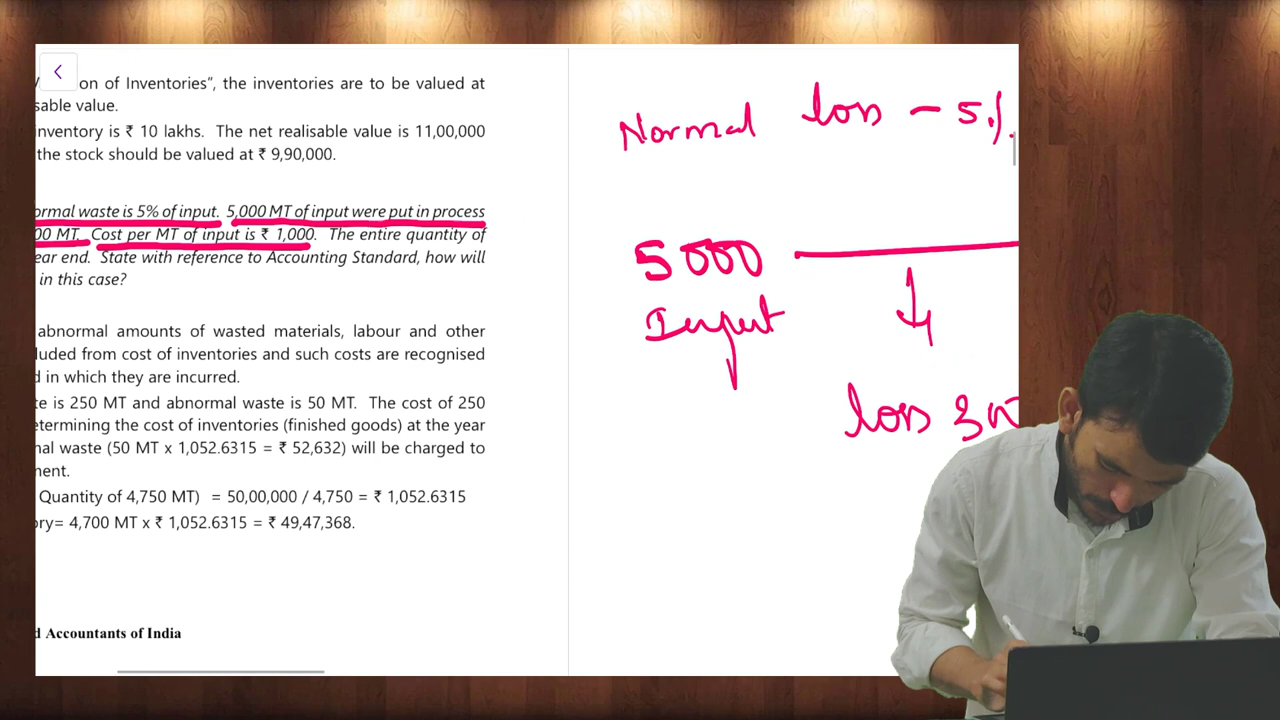 on of Inventories”, the inventories are to be valued at
sable value.
inventory is ₹ 10 lakhs. The net realisable value is 11,00,000
the stock should be valued at ₹ 9,90,000.
ormal waste is 5% of input. 5,000 MT of input were put in process
00 MT. Cost per MT of input is ₹ 1,000. The entire quantity of
ear end. State with reference to Accounting Standard, how will
in this case?
abnormal amounts of wasted materials, labour and other
luded from cost of inventories and such costs are recognised
d in which they are incurred.
te is 250 MT and abnormal waste is 50 MT. The cost of 250
etermining the cost of inventories (finished goods) at the year
nal waste (50 MT x 1,052.6315 = ₹ 52,632) will be charged to
nent.
Quantity of 4,750 MT) = 50,00,000 / 4,750 = ₹ 1,052.6315
ory= 4,700 MT x ₹ 1,052.6315 = ₹ 49,47,368.
d Accountants of India
Normal loss - 5%.
5000
Input
loss 300